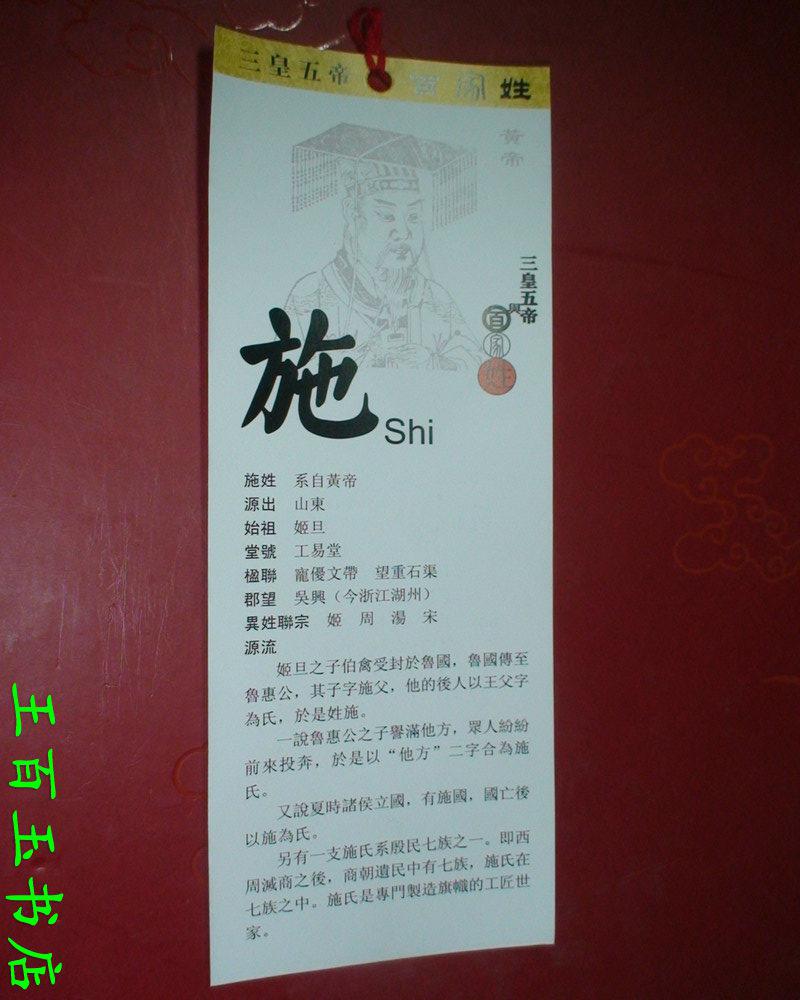 三皇五帝 百家姓
黃帝
三皇五帝
與
百家姓
施
Shi
施姓 系自黃帝
源出 山東
始祖 姬旦
堂號 工易堂
楹聯 寵優文帶 望重石渠
郡望 吳興（今浙江湖州）
異姓聯宗 姬 周 湯 宋
源流
姬旦之子伯禽受封於魯國，魯國傳至
魯惠公，其子字施父，他的後人以王父字
為氏，於是姓施。
一說魯惠公之子譽滿他方，眾人紛紛
前來投奔，於是以“他方”二字合為施
氏。
又說夏時諸侯立國，有施國，國亡後
以施為氏。
另有一支施氏系殷民七族之一。即西
周滅商之後，商朝遺民中有七族，施氏在
七族之中。施氏是專門製造旗幟的工匠世
家。
王百玉书店